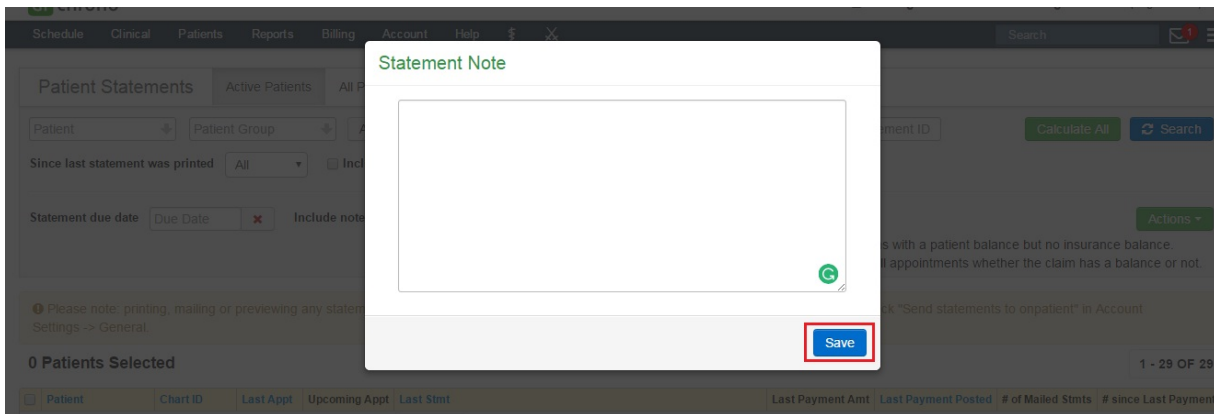 Schedule Clinical Patients Reports Billing Account Help $ Search 1
Statement Note
Patient Statements Active Patients All P
Patient Patient Group A ement ID Calculate All Search
Since last statement was printed All Incl
Statement due date Due Date Include note Actions
s with a patient balance but no insurance balance.
ll appointments whether the claim has a balance or not.
G
Please note: printing, mailing or previewing any statem ck "Send statements to onpatient" in Account
Settings -> General.
Save
0 Patients Selected 1 - 29 OF 29
Patient Chart ID Last Appt Upcoming Appt Last Stmt Last Payment Amt Last Payment Posted # of Mailed Stmts # since Last Payment